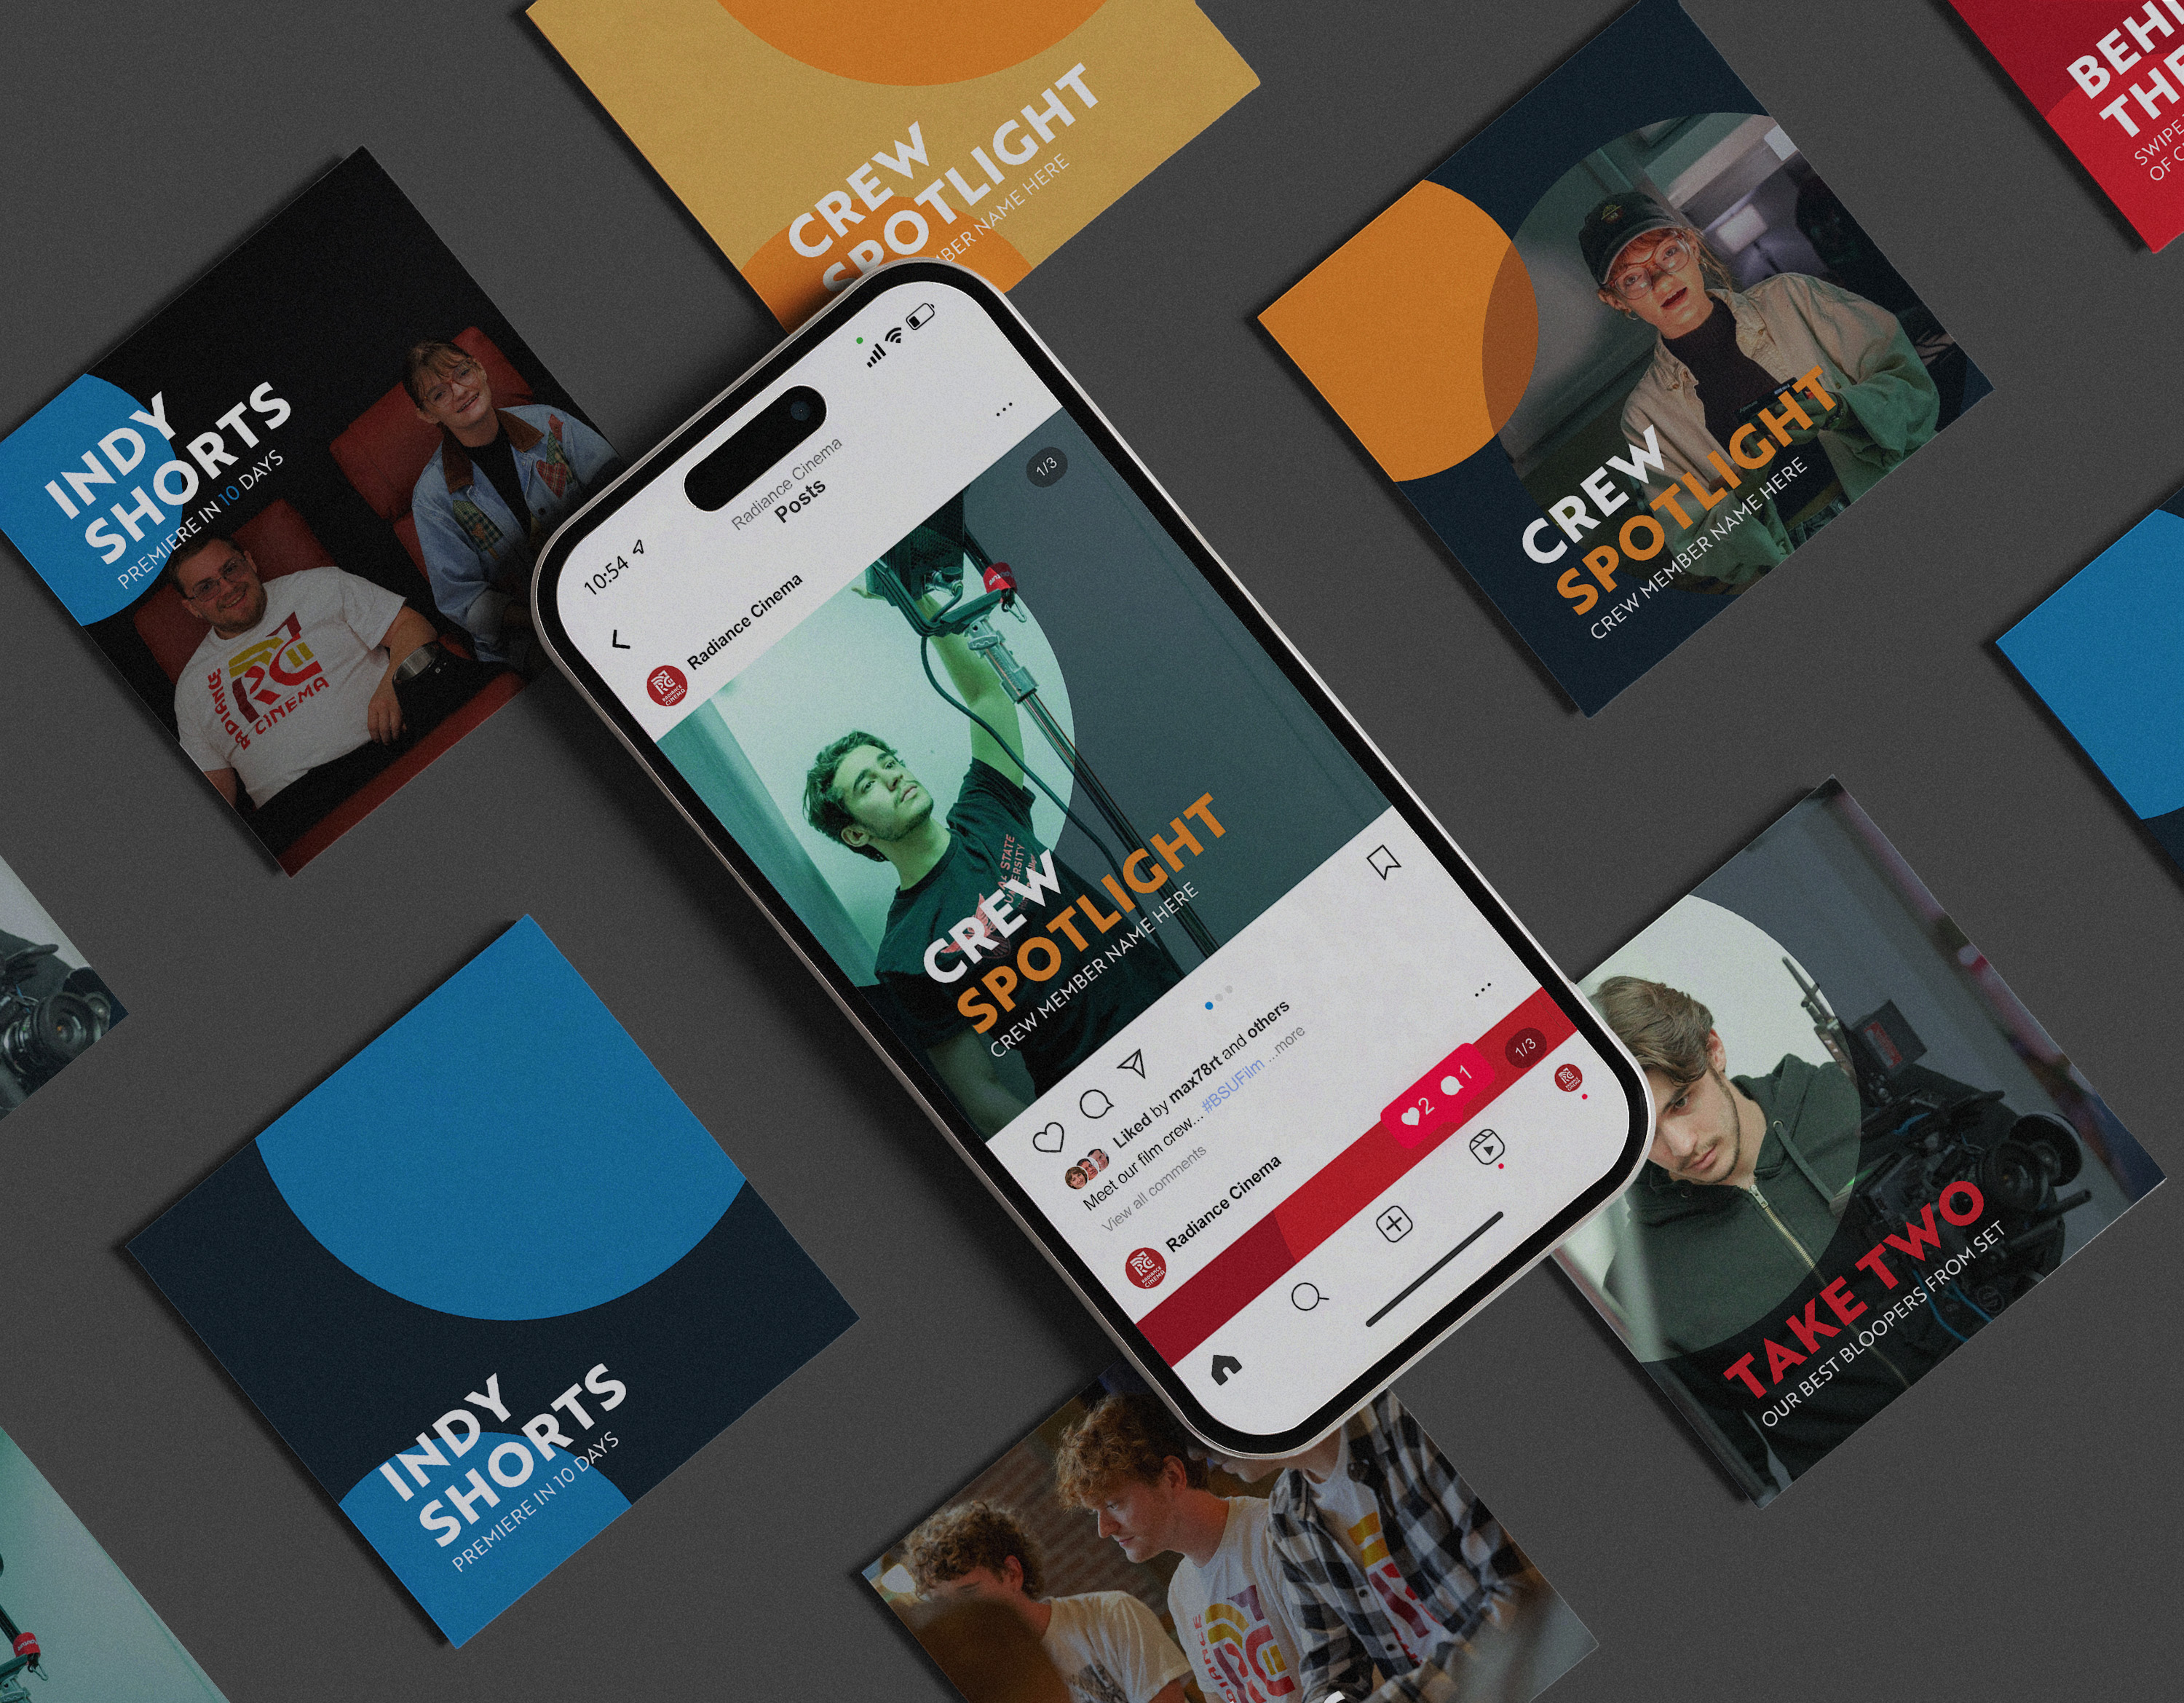 CREW
SPOTLIGHT
BER NAME HERE
BEHI
THE
SWIPE
OF C
INDY
SHORTS
PREMIERE IN 10 DAYS
RADIANCE
CINEMA
CREW
SPOTLIGHT
CREW MEMBER NAME HERE
10:54
Radiance Cinema
Posts
Radiance Cinema
1/3
CREW
SPOTLIGHT
CREW MEMBER NAME HERE
Liked by max78rt and others
Meet our film crew... #BSUFilm ...more
View all comments
Radiance Cinema
1/3
2 1
INDY
SHORTS
PREMIERE IN 10 DAYS
TAKE TWO
OUR BEST BLOOPERS FROM SET